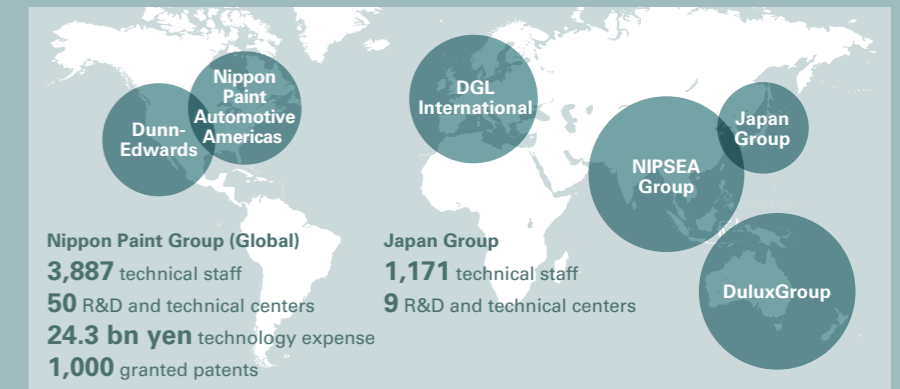 Nippon
Paint
Automotive
Americas
Dunn-
Edwards
DGL
International
Japan
Group
NIPSEA
Group
DuluxGroup
Nippon Paint Group (Global)
3,887 technical staff
50 R&D and technical centers
24.3 bn yen technology expense
1,000 granted patents
Japan Group
1,171 technical staff
9 R&D and technical centers